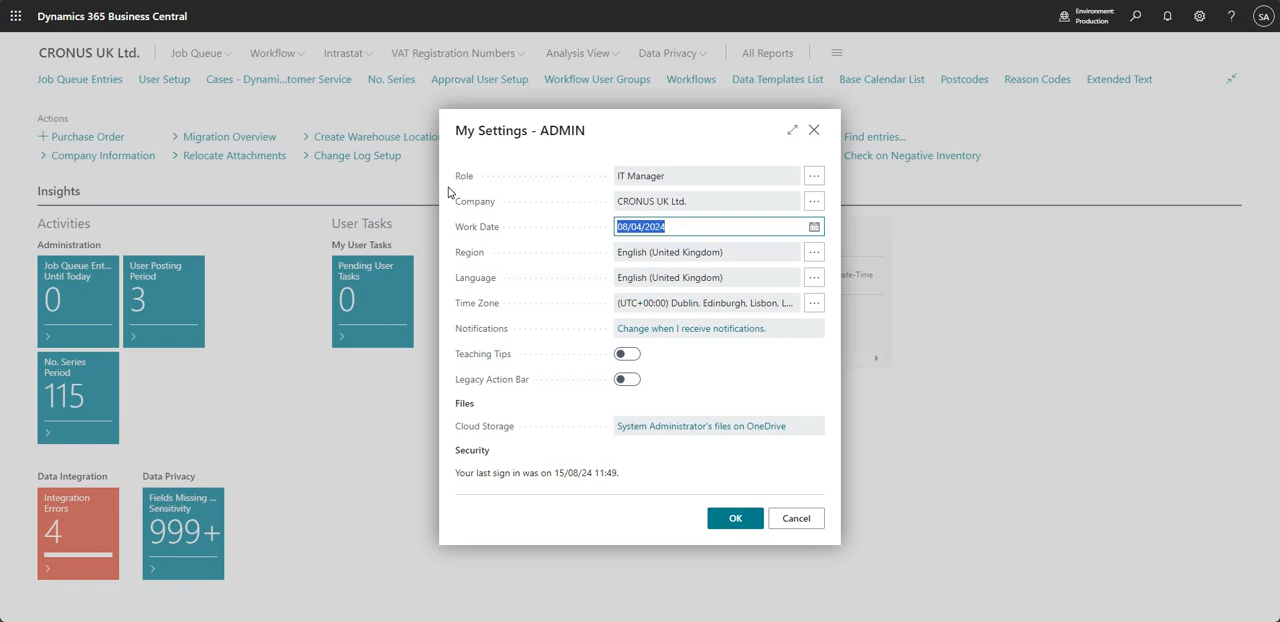 Dynamics 365 Business Central
Environment:
Production
?
SA
CRONUS UK Ltd.
Job Queue
Workflow
Intrastat
VAT Registration Numbers
Analysis View
Data Privacy
All Reports
Job Queue Entries
User Setup
Cases - Dynami...tomer Service
No. Series
Approval User Setup
Workflow User Groups
Workflows
Data Templates List
Base Calendar List
Postcodes
Reason Codes
Extended Text
Actions
+ Purchase Order
> Migration Overview
> Create Warehouse Locatio
Find entries...
> Company Information
> Relocate Attachments
> Change Log Setup
Check on Negative Inventory
Insights
Activities
User Tasks
Administration
My User Tasks
Job Queue Ent...
Until Today
0
User Posting
Period
3
Pending User
Tasks
0
No. Series
Period
115
Data Integration
Data Privacy
Integration
Errors
4
Fields Missing ...
Sensitivity
999+
ate-Time
My Settings - ADMIN
Role
IT Manager
Company
CRONUS UK Ltd.
Work Date
08/04/2024
Region
English (United Kingdom)
Language
English (United Kingdom)
Time Zone
(UTC+00:00) Dublin, Edinburgh, Lisbon, L...
Notifications
Change when I receive notifications.
Teaching Tips
Legacy Action Bar
Files
Cloud Storage
System Administrator's files on OneDrive
Security
Your last sign in was on 15/08/24 11:49.
OK
Cancel